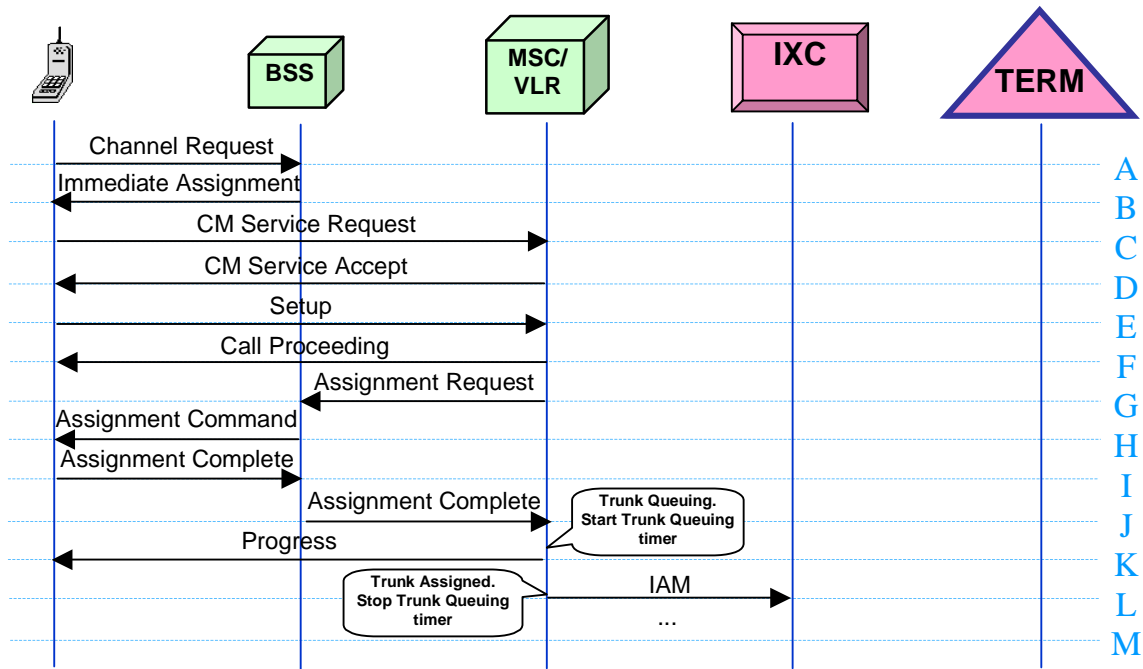 BSS
MSC/
VLR
IXC
TERM
Channel Request
A
Immediate Assignment
B
CM Service Request
C
CM Service Accept
D
Setup
E
Call Proceeding
F
Assignment Request
G
Assignment Command
H
Assignment Complete
I
Assignment Complete
Trunk Queuing.
Start Trunk Queuing
timer
J
Progress
K
Trunk Assigned.
Stop Trunk Queuing
timer
IAM
L
...
M